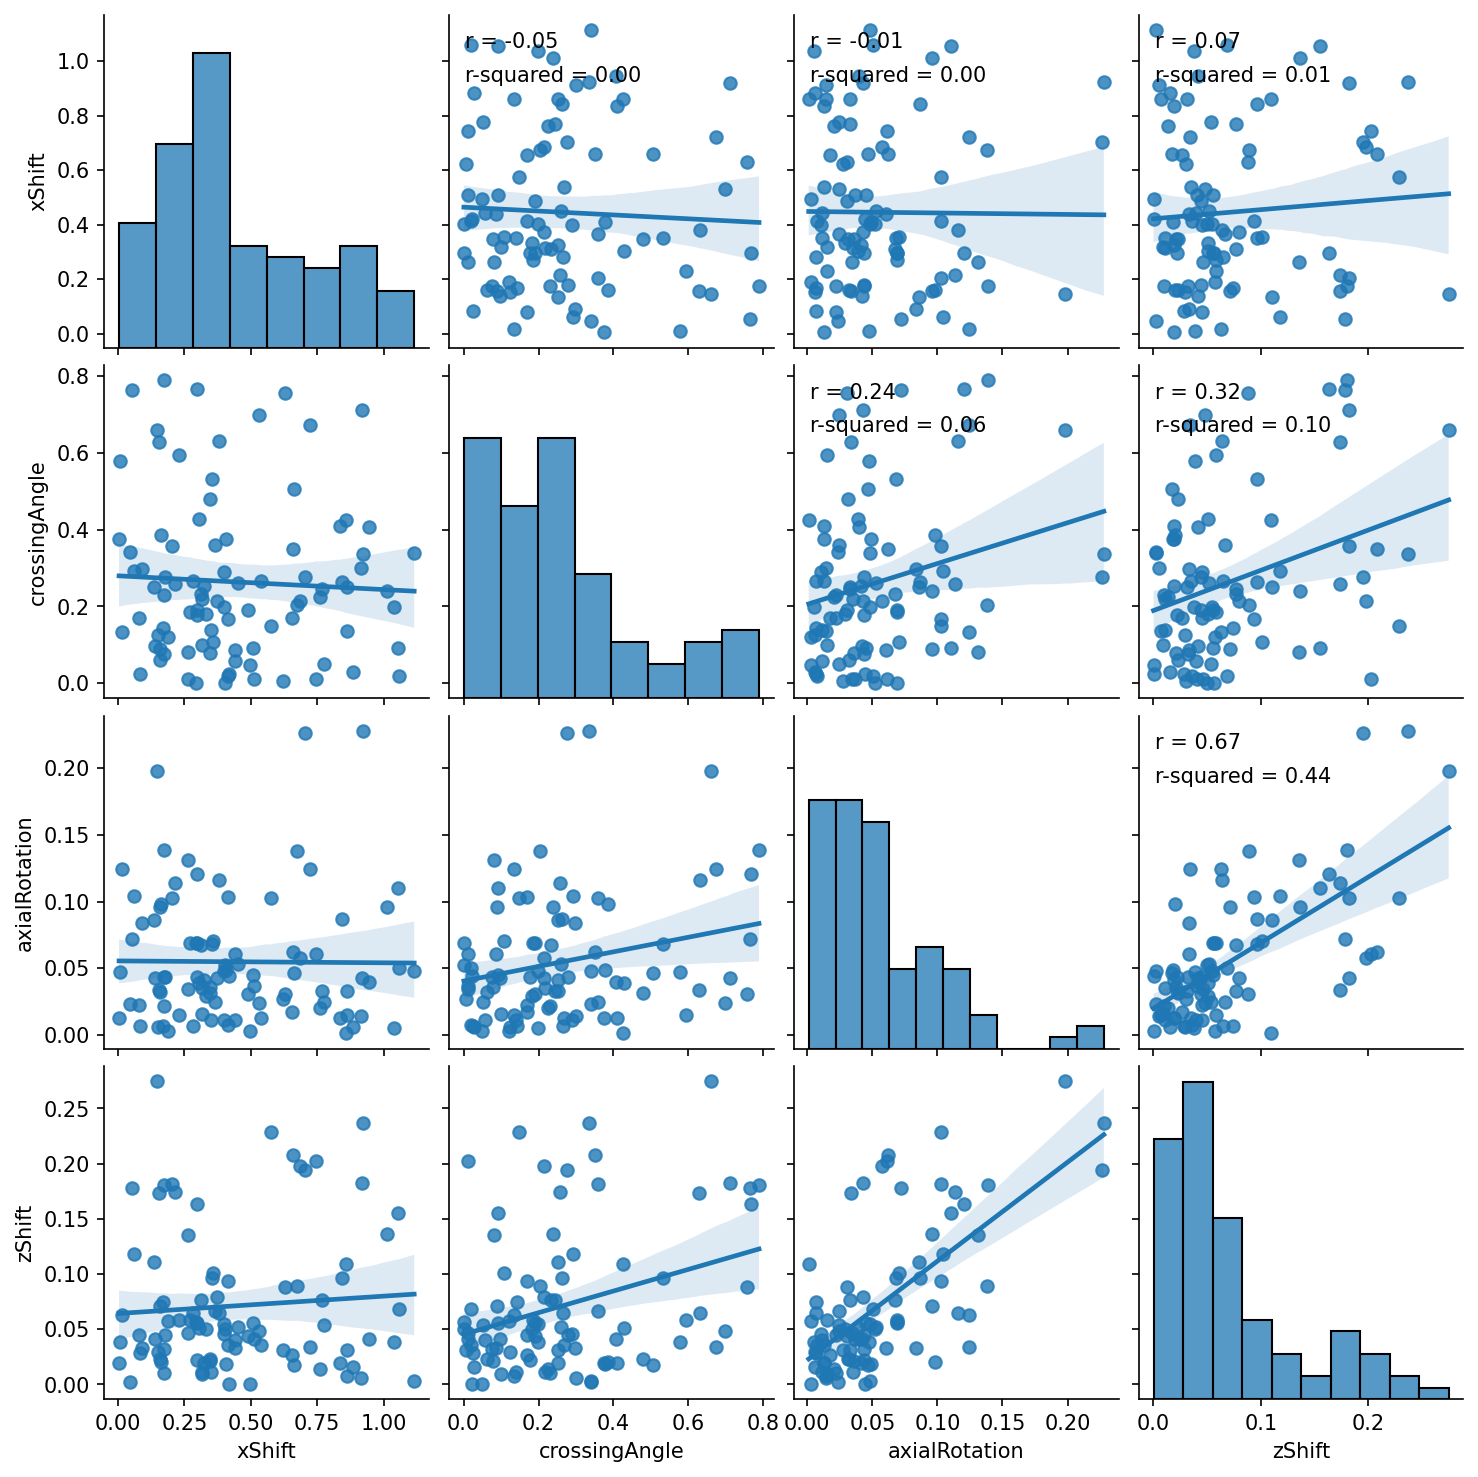 xShift
1.0
0.8
0.6
0.4
0.2
0.0
r = -0.05
r-squared = 0.00
r = -0.01
r-squared = 0.00
r = 0.07
r-squared = 0.01
crossingAngle
0.8
0.6
0.4
0.2
0.0
r = 0.24
r-squared = 0.06
r = 0.32
r-squared = 0.10
axialRotation
0.20
0.15
0.10
0.05
0.00
r = 0.67
r-squared = 0.44
zShift
0.25
0.20
0.15
0.10
0.05
0.00
0.00 0.25 0.50 0.75 1.00
0.0 0.2 0.4 0.6 0.8
0.00 0.05 0.10 0.15 0.20
0.0 0.1 0.2
xShift
crossingAngle
axialRotation
zShift